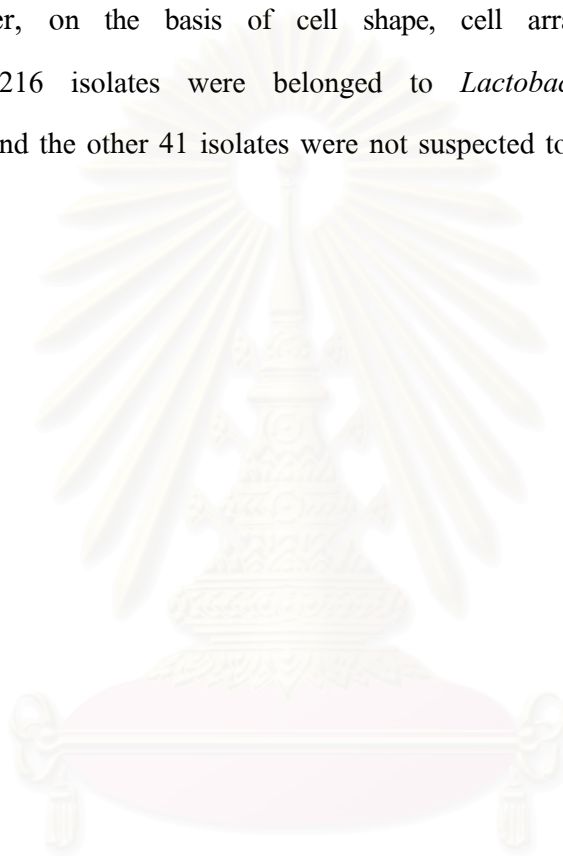 er, on the basis of cell shape, cell arra
216 isolates were belonged to Lactobac
nd the other 41 isolates were not suspected to